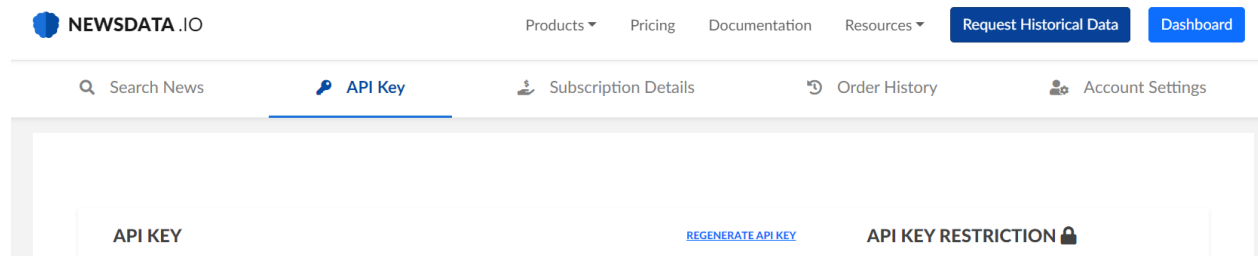 NEWSDATA.IO Products Pricing Documentation Resources Request Historical Data Dashboard
Search News API Key Subscription Details Order History Account Settings
API KEY REGENERATE API KEY API KEY RESTRICTION